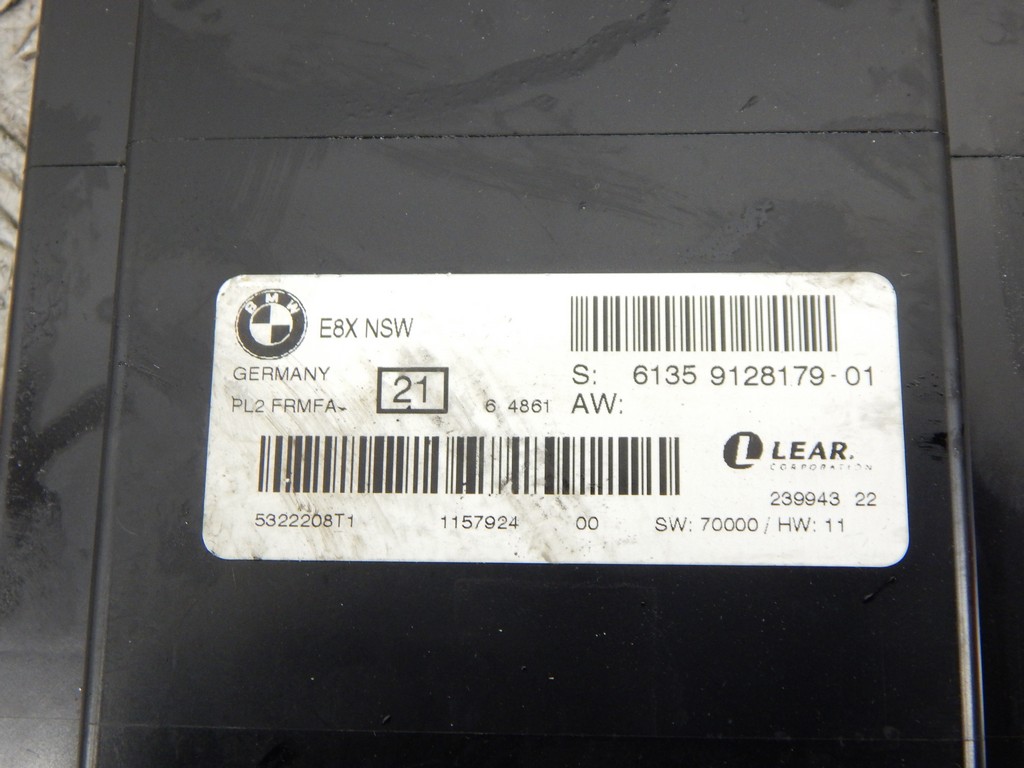 BMW
E8X NSW
GERMANY
PL2 FRMFA-
21
6 4861
S: 6135 9128179-01
AW:
LEAR.
CORPORATION
239943 22
5322208T1 1157924 00 SW: 70000 / HW: 11